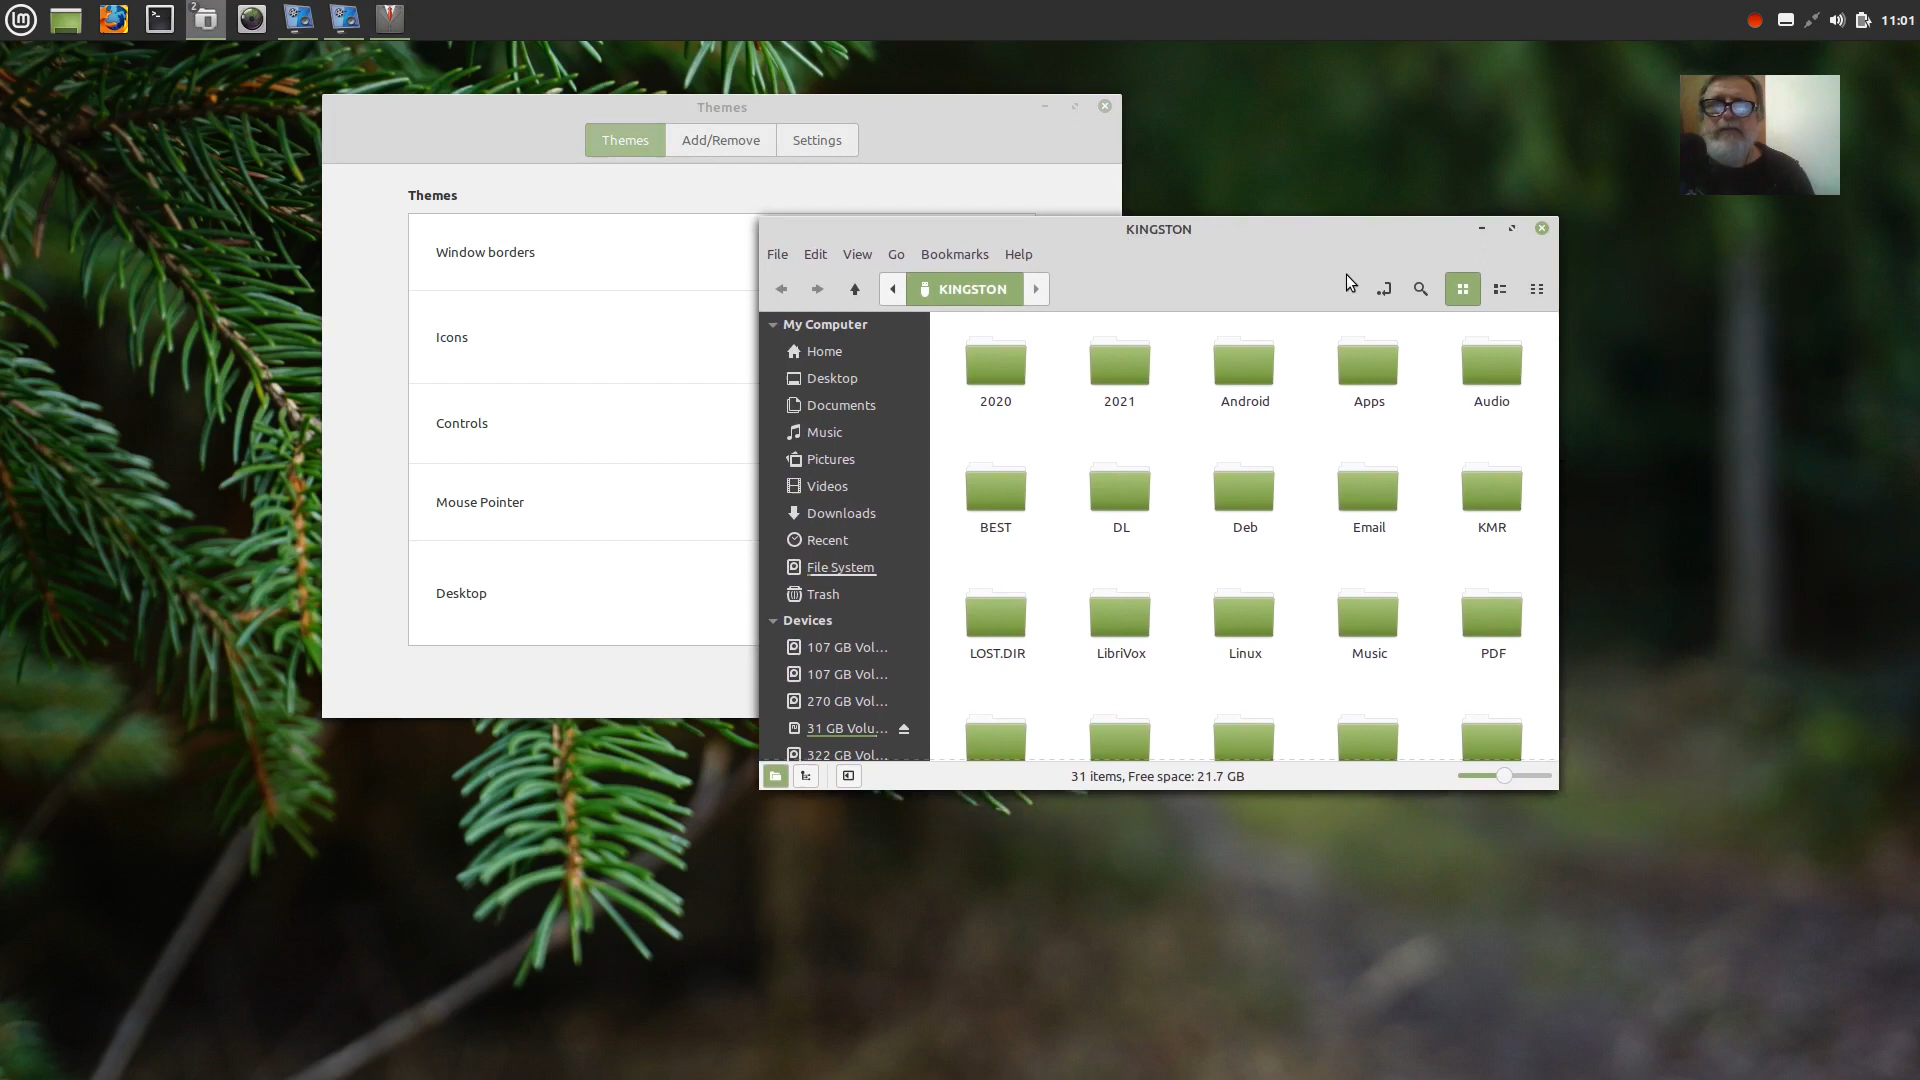 2
11:01
Themes
Themes
Add/Remove
Settings
Themes
Window borders
Icons
Controls
Mouse Pointer
Desktop
KINGSTON
File
Edit
View
Go
Bookmarks
Help
KINGSTON
My Computer
Home
Desktop
Documents
Music
Pictures
Videos
Downloads
Recent
File System
Trash
Devices
107 GB Vol...
107 GB Vol...
270 GB Vol...
31 GB Volu...
322 GB Vol...
2020
2021
Android
Apps
Audio
BEST
DL
Deb
Email
KMR
LOST.DIR
LibriVox
Linux
Music
PDF
31 items, Free space: 21.7 GB